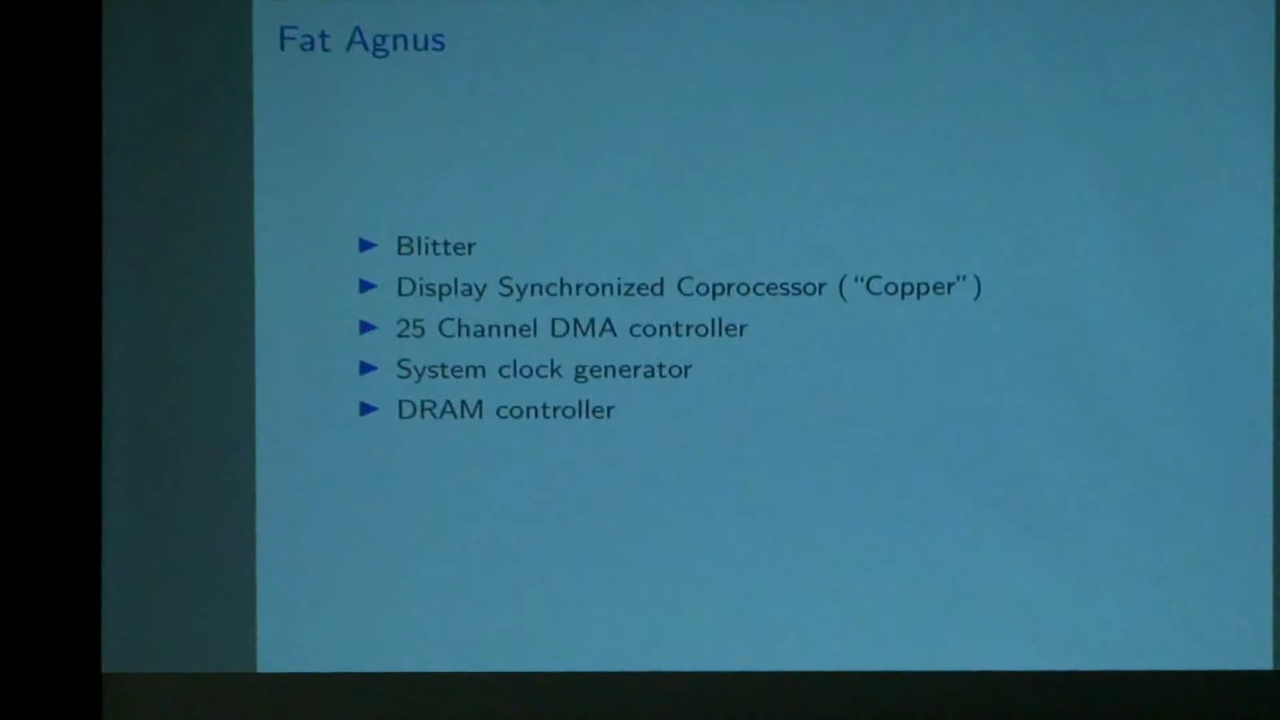 Fat Agnus
Blitter
Display Synchronized Coprocessor (“Copper”)
25 Channel DMA controller
System clock generator
DRAM controller